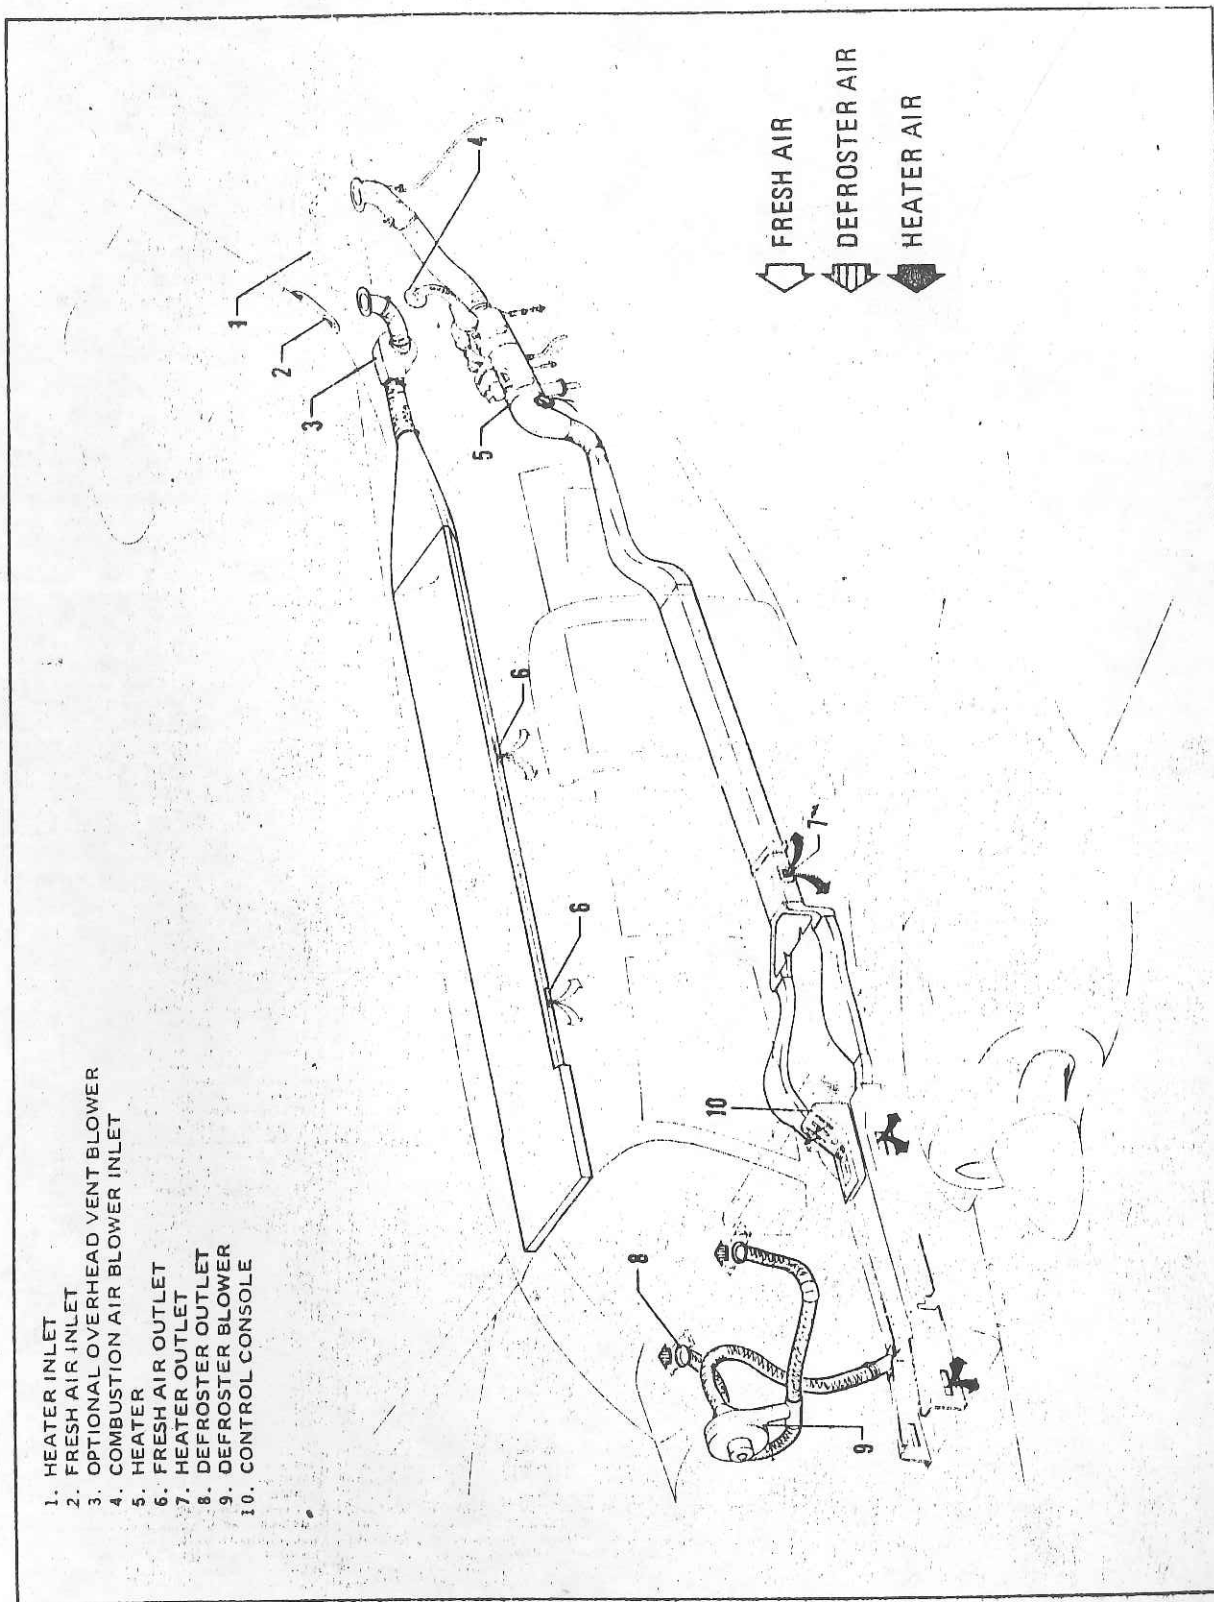 1. HEATER INLET
2. FRESH AIR INLET
3. OPTIONAL OVERHEAD VENT BLOWER
4. COMBUSTION AIR BLOWER INLET
5. HEATER
6. FRESH AIR OUTLET
7. HEATER OUTLET
8. DEFROSTER OUTLET
9. DEFROSTER BLOWER
10. CONTROL CONSOLE
1
2
3
4
5
6
6
7
8
9
10
FRESH AIR
DEFROSTER AIR
HEATER AIR